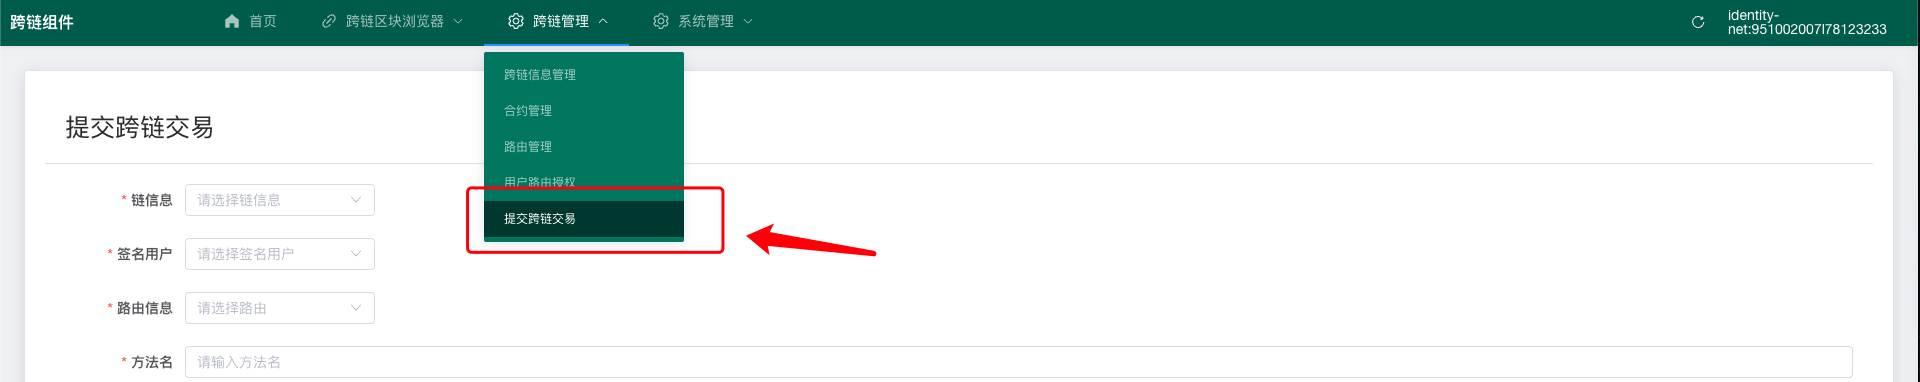 跨链组件
首页
跨链区块浏览器
跨链管理
系统管理
identity-
net:951002007l78123233
跨链信息管理
合约管理
路由管理
用户路由授权
提交跨链交易
提交跨链交易
* 链信息
请选择链信息
* 签名用户
请选择签名用户
* 路由信息
请选择路由
* 方法名
请输入方法名